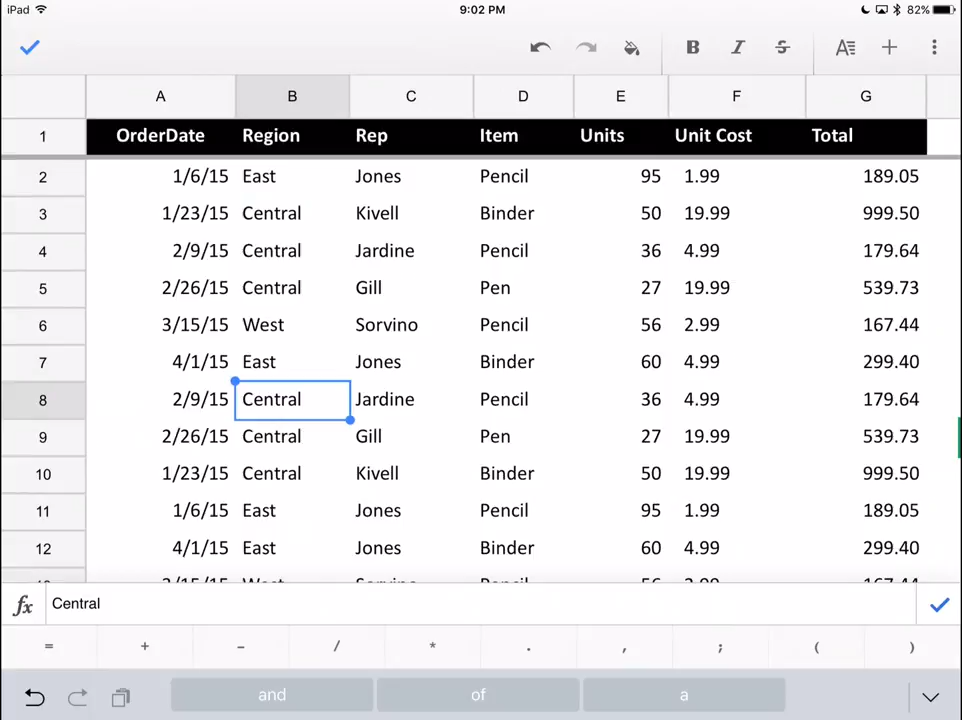 iPad 9:02 PM 82%
B I S A
A B C D E F G
1 OrderDate Region Rep Item Units Unit Cost Total
2 1/6/15 East Jones Pencil 95 1.99 189.05
3 1/23/15 Central Kivell Binder 50 19.99 999.50
4 2/9/15 Central Jardine Pencil 36 4.99 179.64
5 2/26/15 Central Gill Pen 27 19.99 539.73
6 3/15/15 West Sorvino Pencil 56 2.99 167.44
7 4/1/15 East Jones Binder 60 4.99 299.40
8 2/9/15 Central Jardine Pencil 36 4.99 179.64
9 2/26/15 Central Gill Pen 27 19.99 539.73
10 1/23/15 Central Kivell Binder 50 19.99 999.50
11 1/6/15 East Jones Pencil 95 1.99 189.05
12 4/1/15 East Jones Binder 60 4.99 299.40
fx Central
= + - / * . , ; ( )
and of a